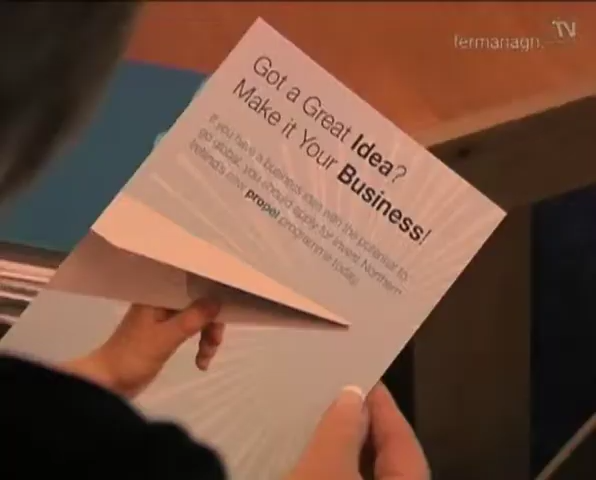 fermanagh.TV
Got a Great Idea?
Make it Your Business!
If you have a business idea with the potential to
go global, you should apply for Invest Northern
Ireland's new propel programme today.